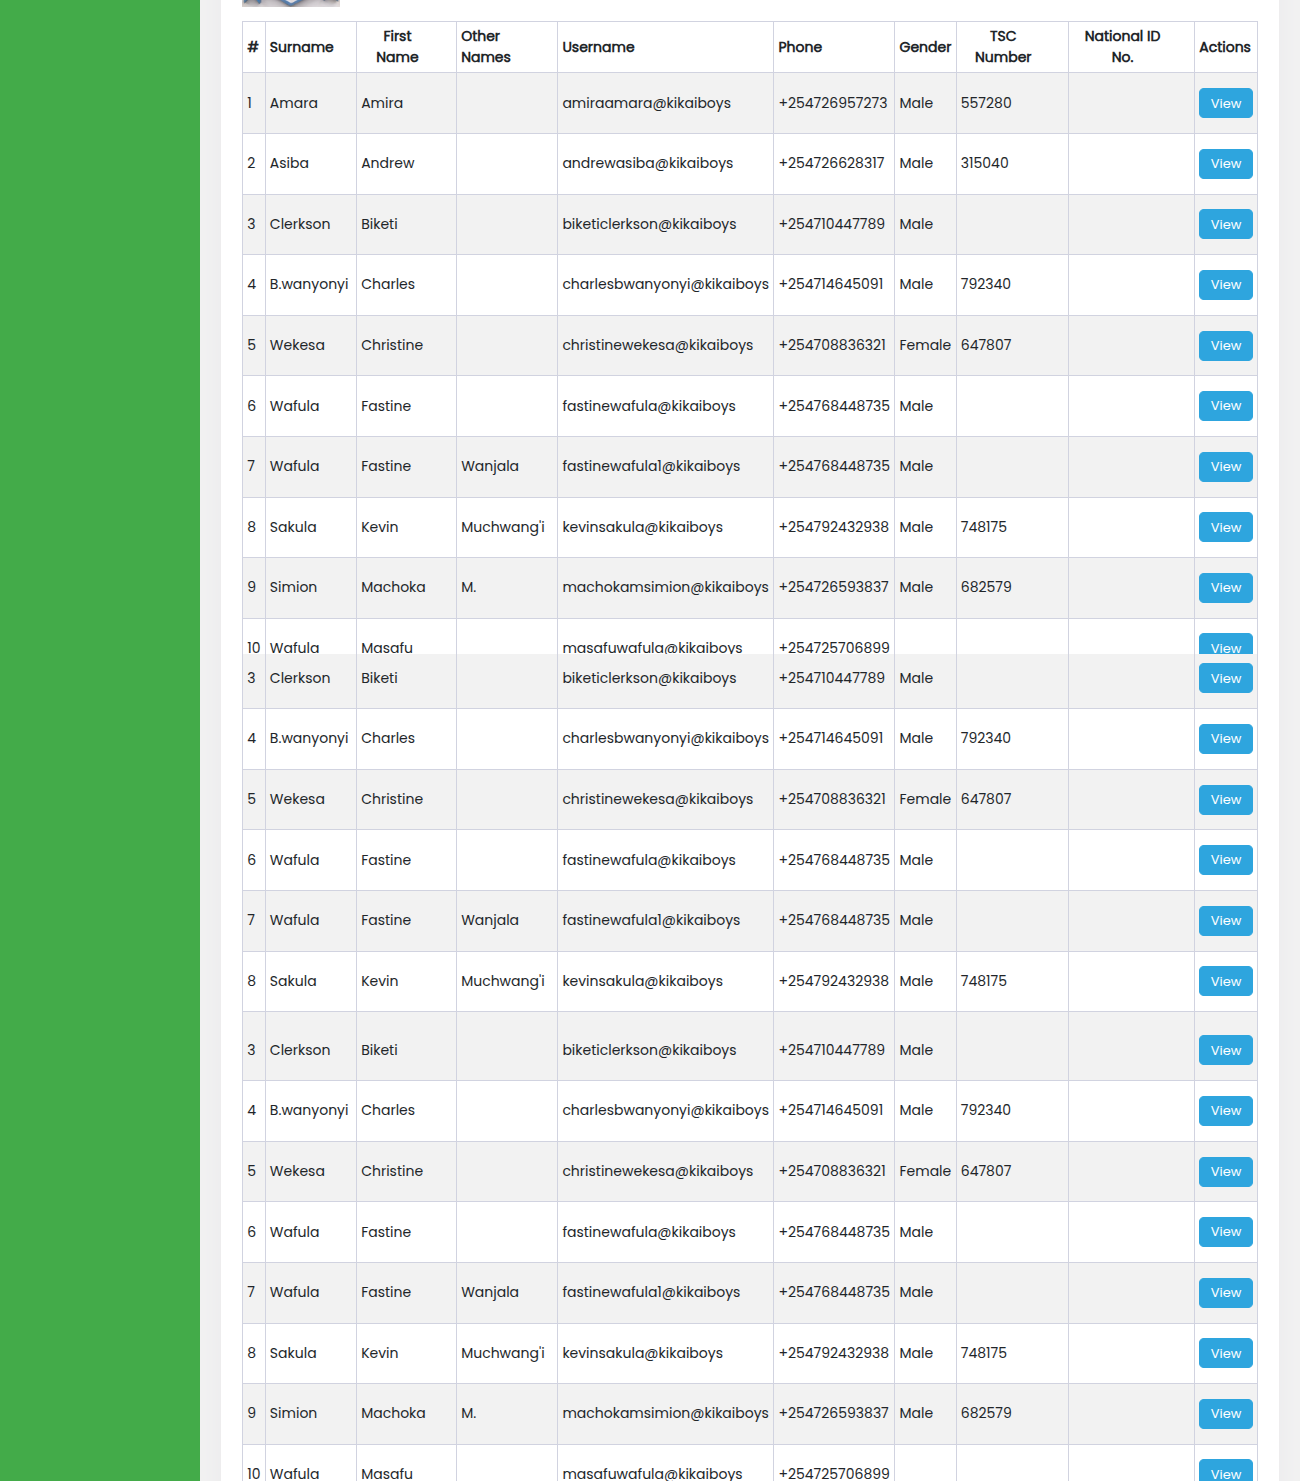 # Surname First Name Other Names Username Phone Gender TSC Number National ID No. Actions
1 Amara Amira amiraamara@kikaiboys +254726957273 Male 557280 View
2 Asiba Andrew andrewasiba@kikaiboys +254726628317 Male 315040 View
3 Clerkson Biketi biketiclerkson@kikaiboys +254710447789 Male View
4 B.wanyonyi Charles charlesbwanyonyi@kikaiboys +254714645091 Male 792340 View
5 Wekesa Christine christinewekesa@kikaiboys +254708836321 Female 647807 View
6 Wafula Fastine fastinewafula@kikaiboys +254768448735 Male View
7 Wafula Fastine Wanjala fastinewafula1@kikaiboys +254768448735 Male View
8 Sakula Kevin Muchwang'i kevinsakula@kikaiboys +254792432938 Male 748175 View
9 Simion Machoka M. machokamsimion@kikaiboys +254726593837 Male 682579 View
10 Wafula Masafu masafuwafula@kikaiboys +254725706899 View
3 Clerkson Biketi biketiclerkson@kikaiboys +254710447789 Male View
4 B.wanyonyi Charles charlesbwanyonyi@kikaiboys +254714645091 Male 792340 View
5 Wekesa Christine christinewekesa@kikaiboys +254708836321 Female 647807 View
6 Wafula Fastine fastinewafula@kikaiboys +254768448735 Male View
7 Wafula Fastine Wanjala fastinewafula1@kikaiboys +254768448735 Male View
8 Sakula Kevin Muchwang'i kevinsakula@kikaiboys +254792432938 Male 748175 View
3 Clerkson Biketi biketiclerkson@kikaiboys +254710447789 Male View
4 B.wanyonyi Charles charlesbwanyonyi@kikaiboys +254714645091 Male 792340 View
5 Wekesa Christine christinewekesa@kikaiboys +254708836321 Female 647807 View
6 Wafula Fastine fastinewafula@kikaiboys +254768448735 Male View
7 Wafula Fastine Wanjala fastinewafula1@kikaiboys +254768448735 Male View
8 Sakula Kevin Muchwang'i kevinsakula@kikaiboys +254792432938 Male 748175 View
9 Simion Machoka M. machokamsimion@kikaiboys +254726593837 Male 682579 View
10 Wafula Masafu masafuwafula@kikaiboys +254725706899 View